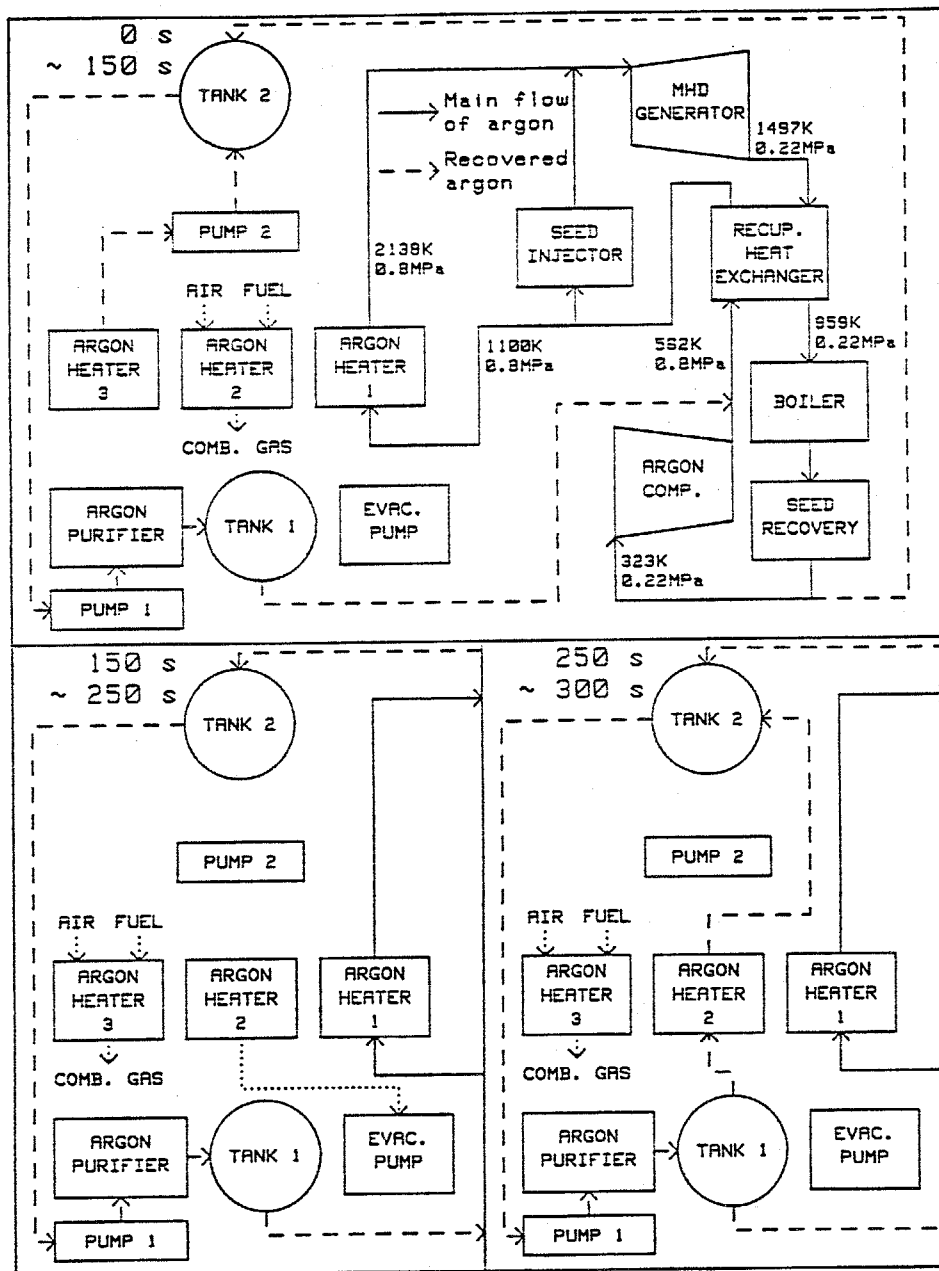 0 s
~ 150 s
TANK 2
Main flow
of argon
Recovered
argon
MHD
GENERATOR
1497K
0.22MPa
PUMP 2
2138K
0.8MPa
SEED
INJECTOR
RECUP.
HEAT
EXCHANGER
AIR FUEL
ARGON
HEATER
3
ARGON
HEATER
2
ARGON
HEATER
1
1100K
0.8MPa
562K
0.8MPa
959K
0.22MPa
BOILER
COMB. GAS
ARGON
COMP.
ARGON
PURIFIER
TANK 1
EVAC.
PUMP
SEED
RECOVERY
323K
0.22MPa
PUMP 1
150 s
~ 250 s
TANK 2
PUMP 2
AIR FUEL
ARGON
HEATER
3
ARGON
HEATER
2
ARGON
HEATER
1
COMB. GAS
ARGON
PURIFIER
TANK 1
EVAC.
PUMP
PUMP 1
250 s
~ 300 s
TANK 2
PUMP 2
AIR FUEL
ARGON
HEATER
3
ARGON
HEATER
2
ARGON
HEATER
1
COMB. GAS
ARGON
PURIFIER
TANK 1
EVAC.
PUMP
PUMP 1